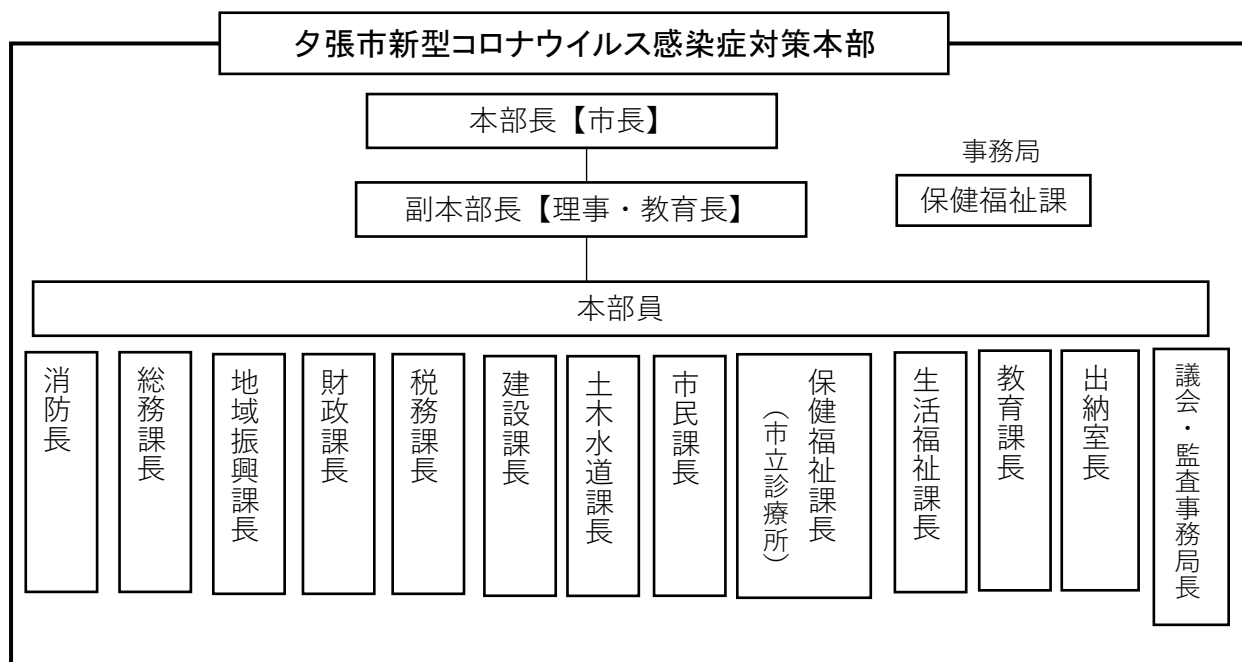 夕張市新型コロナウイルス感染症対策本部
本部長【市長】
事務局
保健福祉課
副本部長【理事・教育長】
本部員
消防長
総務課長
地域振興課長
財政課長
税務課長
建設課長
土木水道課長
市民課長
保健福祉課長
（市立診療所）
生活福祉課長
教育課長
出納室長
議会・監査事務局長